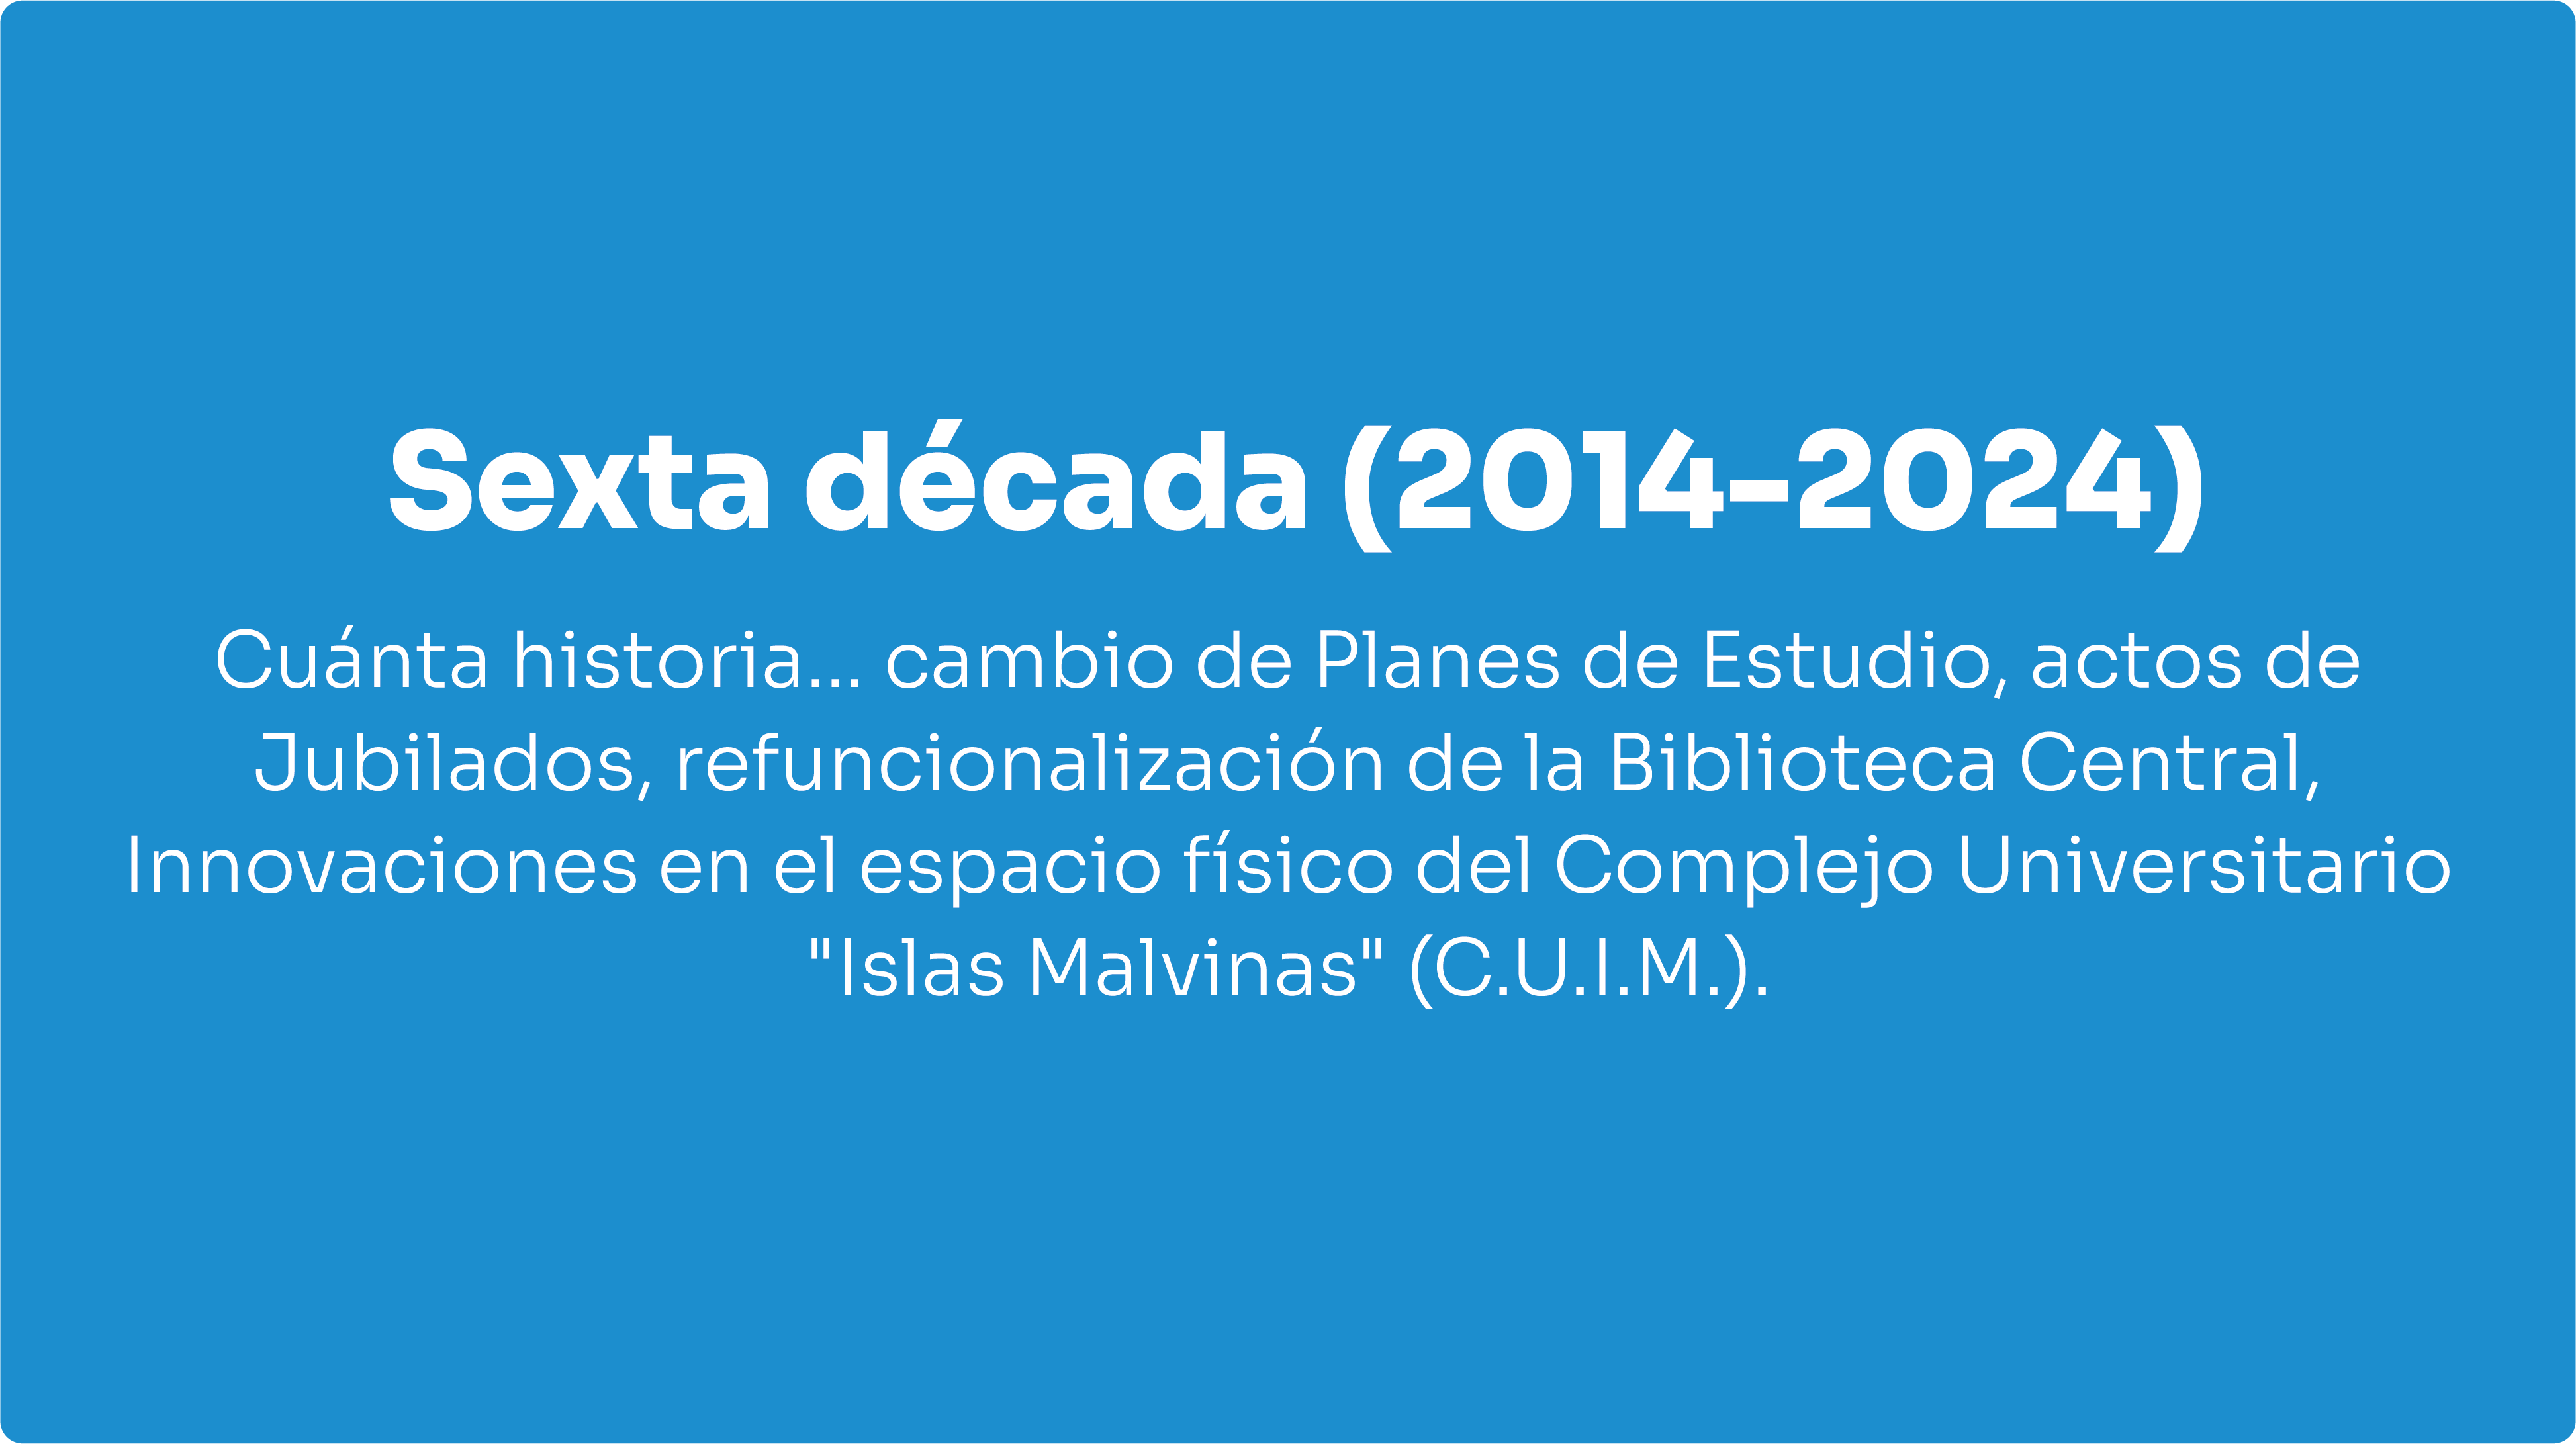 Sexta década (2014-2024)
Cuánta historia... cambio de Planes de Estudio, actos de
Jubilados, refuncionalización de la Biblioteca Central,
Innovaciones en el espacio físico del Complejo Universitario
"Islas Malvinas" (C.U.I.M.).